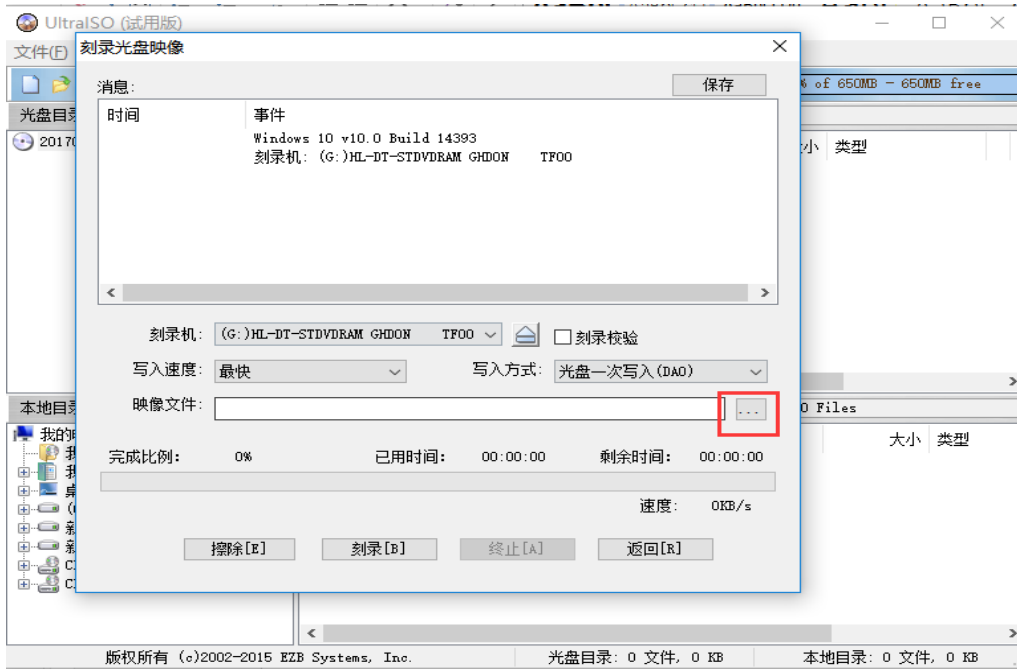 UltraISO (试用版)
文件(F)
刻录光盘映像
消息:
保存
of 650MB - 650MB free
光盘目录
时间 事件
Windows 10 v10.0 Build 14393
刻录机: (G:)HL-DT-STDVDRAM GHD0N TF00
大小 类型
刻录机: (G:)HL-DT-STDVDRAM GHD0N TF00
刻录校验
写入速度: 最快
写入方式: 光盘一次写入(DAO)
映像文件:
...
本地目录
0 Files
大小 类型
完成比例: 0%
已用时间: 00:00:00
剩余时间: 00:00:00
速度: 0KB/s
擦除[E]
刻录[B]
终止[A]
返回[R]
版权所有 (c)2002-2015 EZB Systems, Inc.
光盘目录: 0 文件, 0 KB
本地目录: 0 文件, 0 KB